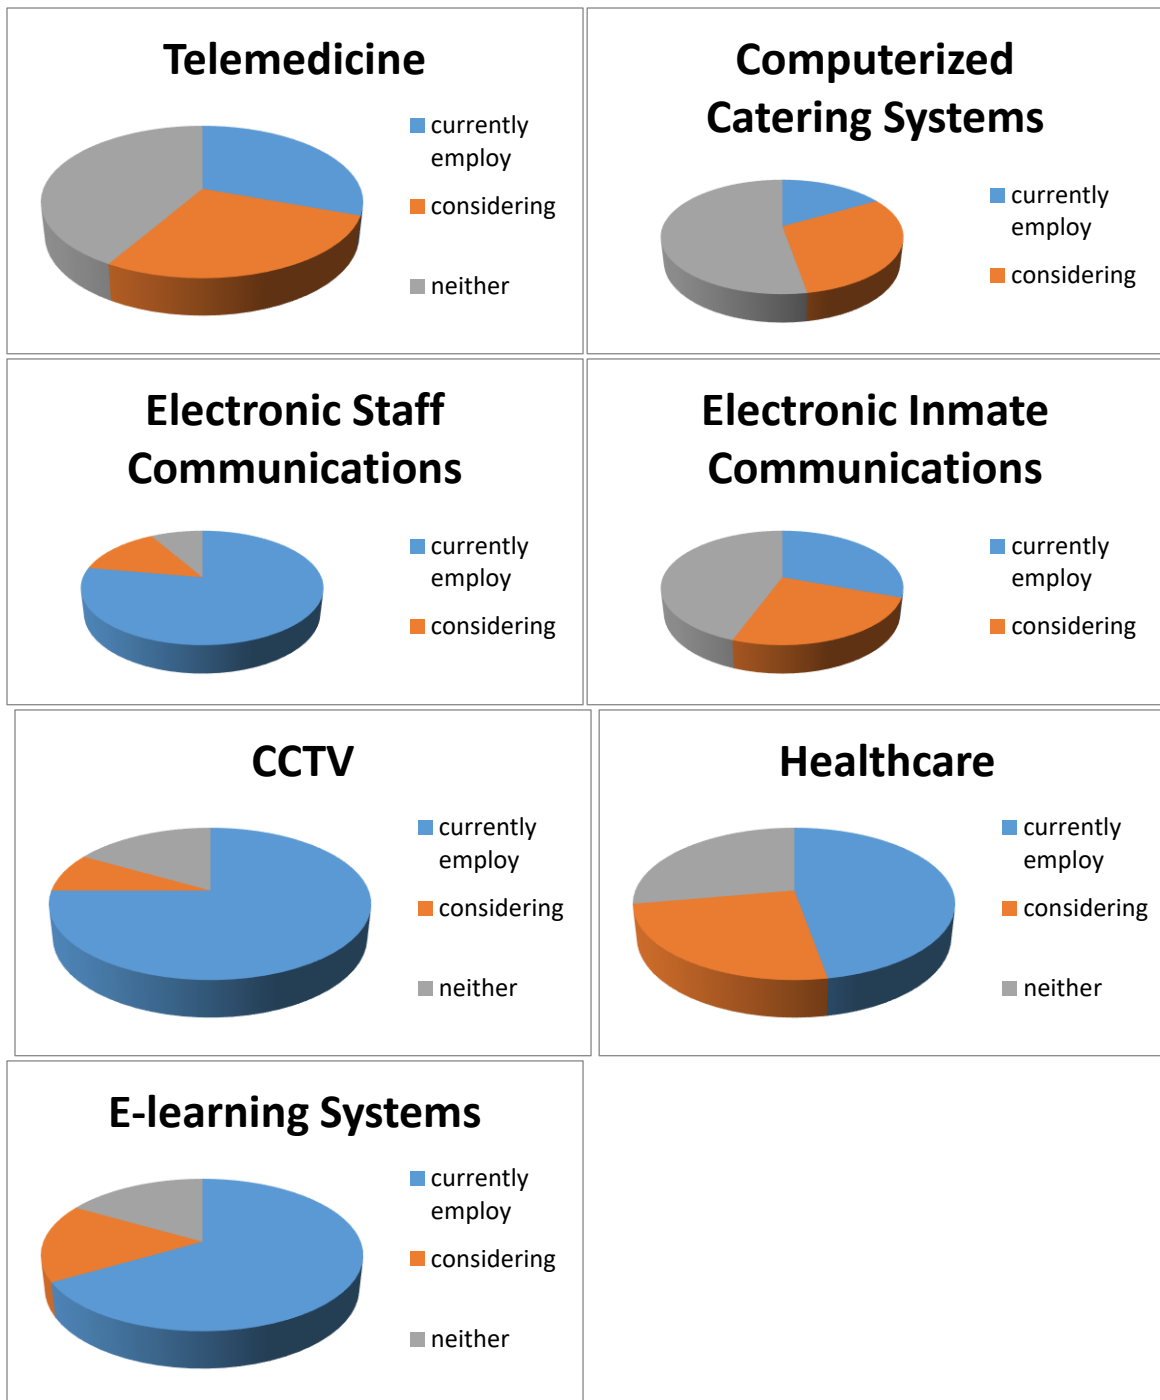 Telemedicine
currently
employ
considering
neither
Computerized
Catering Systems
currently
employ
considering
Electronic Staff
Communications
currently
employ
considering
Electronic Inmate
Communications
currently
employ
considering
CCTV
currently
employ
considering
neither
Healthcare
currently
employ
considering
neither
E-learning Systems
currently
employ
considering
neither